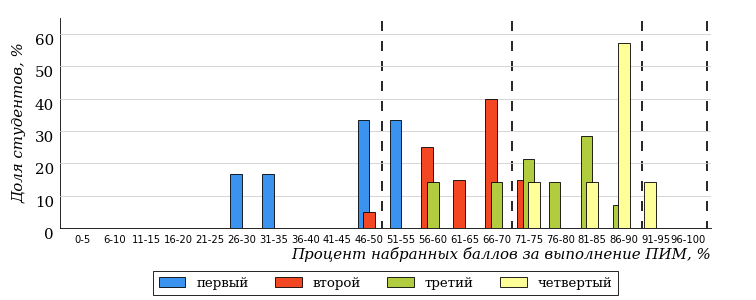 Доля студентов, %
60
50
40
30
20
10
0
0-5 6-10 11-15 16-20 21-25 26-30 31-35 36-40 41-45 46-50 51-55 56-60 61-65 66-70 71-75 76-80 81-85 86-90 91-95 96-100
Процент набранных баллов за выполнение ПИМ, %
первый второй третий четвертый